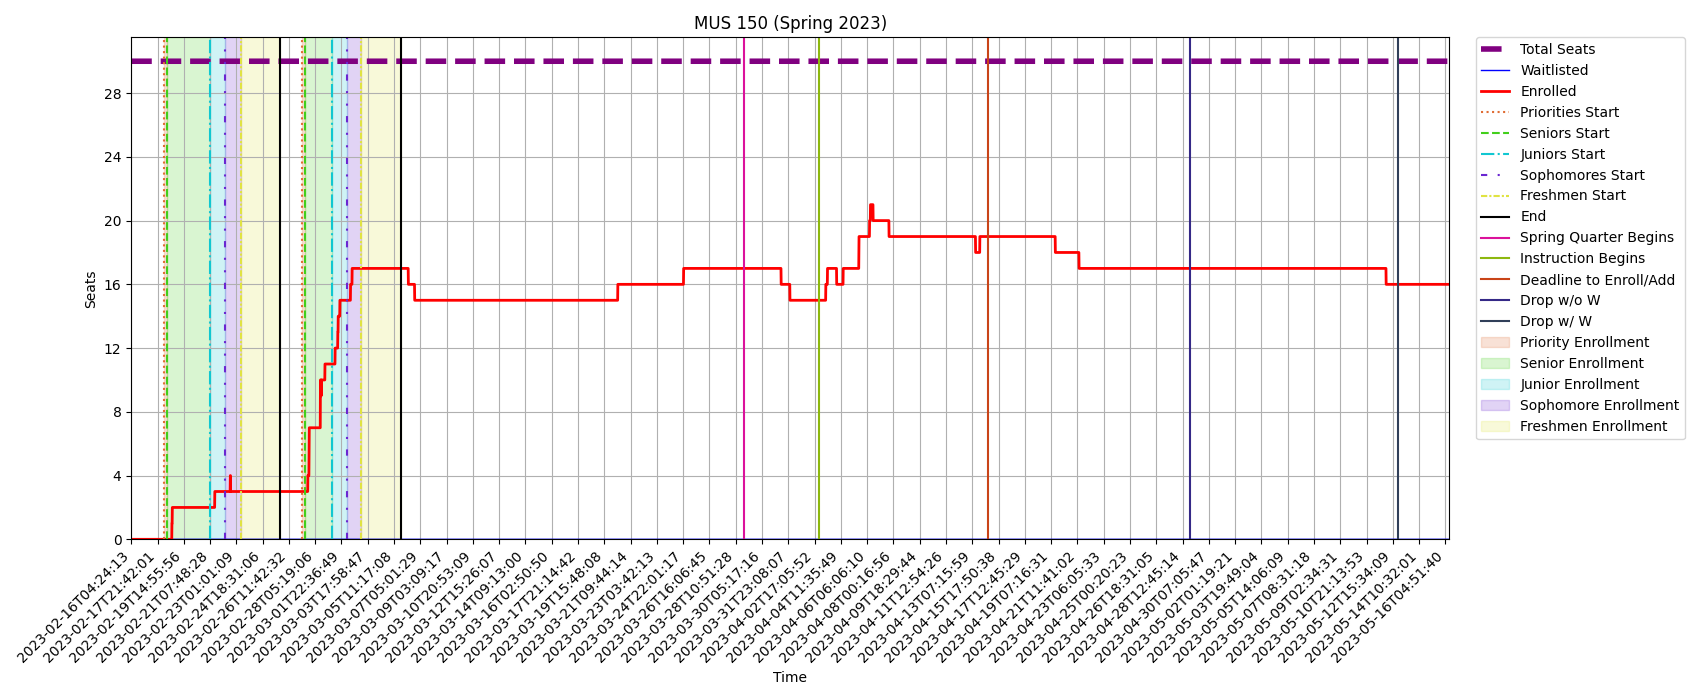 MUS 150 (Spring 2023)
28
24
20
16
12
8
4
0
Seats
2023-02-16T04:24:13
2023-02-17T21:42:01
2023-02-19T14:55:56
2023-02-21T07:48:28
2023-02-23T01:01:09
2023-02-24T18:31:06
2023-02-26T11:42:32
2023-02-28T05:19:06
2023-03-01T22:36:49
2023-03-03T17:58:47
2023-03-05T11:17:08
2023-03-07T05:01:29
2023-03-09T03:09:17
2023-03-10T20:53:09
2023-03-12T15:26:07
2023-03-14T09:13:00
2023-03-16T02:50:50
2023-03-17T21:14:42
2023-03-19T15:48:08
2023-03-21T09:44:14
2023-03-23T03:42:13
2023-03-24T22:01:17
2023-03-26T16:06:45
2023-03-28T10:51:28
2023-03-30T05:17:16
2023-03-31T23:08:07
2023-04-02T17:05:52
2023-04-04T11:35:49
2023-04-06T06:06:10
2023-04-08T00:16:56
2023-04-09T18:29:44
2023-04-11T12:54:26
2023-04-13T07:15:59
2023-04-15T17:50:38
2023-04-17T12:45:29
2023-04-19T07:16:31
2023-04-21T11:41:02
2023-04-23T06:05:33
2023-04-25T00:20:23
2023-04-26T18:31:05
2023-04-28T12:45:14
2023-04-30T07:05:47
2023-05-02T01:19:21
2023-05-03T19:49:04
2023-05-05T14:06:09
2023-05-07T08:31:18
2023-05-09T02:34:31
2023-05-10T21:13:53
2023-05-12T15:34:09
2023-05-14T10:32:01
2023-05-16T04:51:40
Time
Total Seats
Waitlisted
Enrolled
Priorities Start
Seniors Start
Juniors Start
Sophomores Start
Freshmen Start
End
Spring Quarter Begins
Instruction Begins
Deadline to Enroll/Add
Drop w/o W
Drop w/ W
Priority Enrollment
Senior Enrollment
Junior Enrollment
Sophomore Enrollment
Freshmen Enrollment